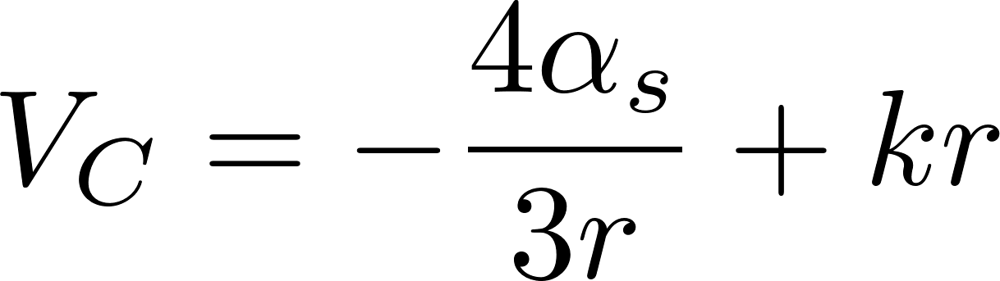 V_C = -\frac{4\alpha_s}{3r} + kr